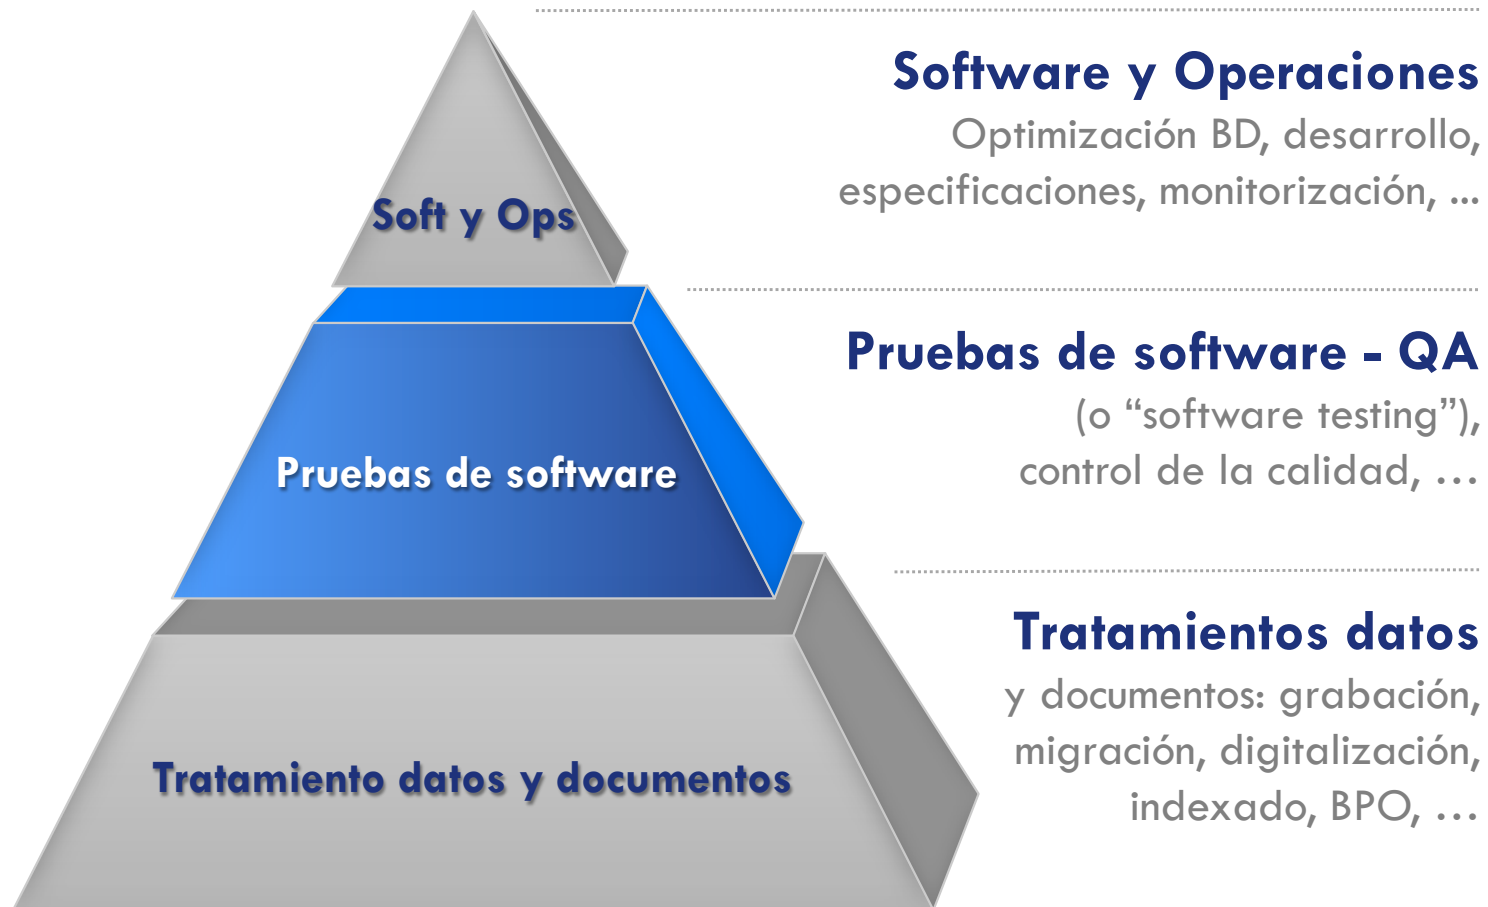 Software y Operaciones
Optimización BD, desarrollo,
especificaciones, monitorización, ...
Soft y Ops
Pruebas de software - QA
(o “software testing”),
control de la calidad, …
Pruebas de software
Tratamientos datos
y documentos: grabación,
migración, digitalización,
indexado, BPO, …
Tratamiento datos y documentos